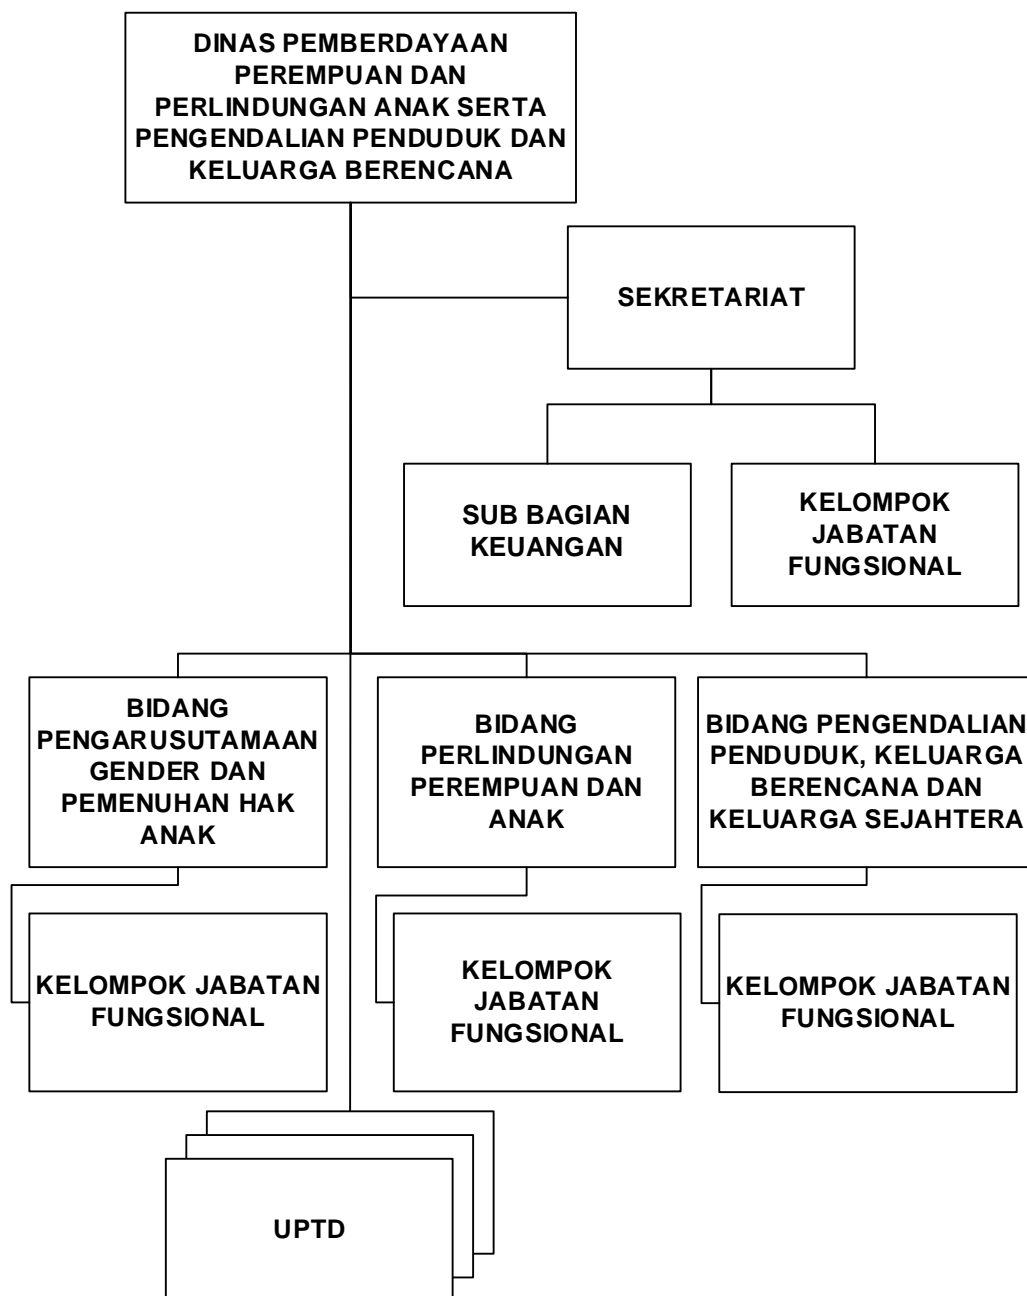 DINAS PEMBERDAYAAN
PEREMPUAN DAN
PERLINDUNGAN ANAK SERTA
PENGENDALIAN PENDUDUK DAN
KELUARGA BERENCANA
SEKRETARIAT
SUB BAGIAN
KEUANGAN
KELOMPOK
JABATAN
FUNGSIONAL
BIDANG
PENGARUSUTAMAAN
GENDER DAN
PEMENUHAN HAK
ANAK
BIDANG
PERLINDUNGAN
PEREMPUAN DAN
ANAK
BIDANG PENGENDALIAN
PENDUDUK, KELUARGA
BERENCANA DAN
KELUARGA SEJAHTERA
KELOMPOK JABATAN
FUNGSIONAL
KELOMPOK
JABATAN
FUNGSIONAL
KELOMPOK JABATAN
FUNGSIONAL
UPTD